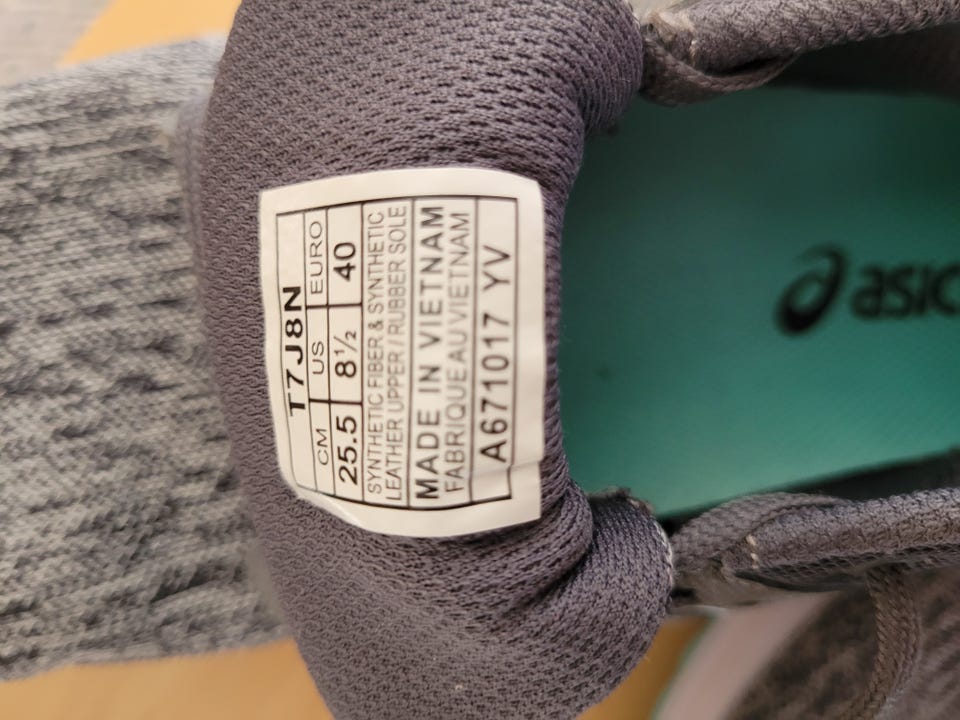 T7J8N
CM US EURO
25.5 8½ 40
SYNTHETIC FIBER & SYNTHETIC
LEATHER UPPER / RUBBER SOLE
MADE IN VIETNAM
FABRIQUE AU VIETNAM
A671017 YV
asic